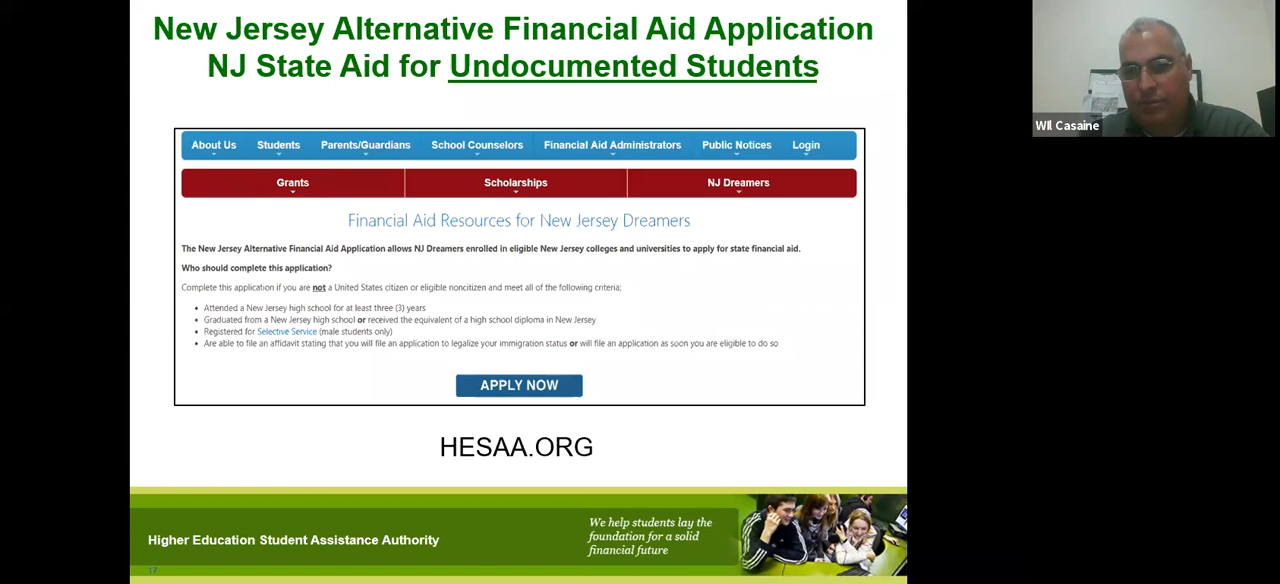 New Jersey Alternative Financial Aid Application
NJ State Aid for Undocumented Students
WIl Casaine
About Us Students Parents/Guardians School Counselors Financial Aid Administrators Public Notices Login
Grants Scholarships NJ Dreamers
Financial Aid Resources for New Jersey Dreamers
The New Jersey Alternative Financial Aid Application allows NJ Dreamers enrolled in eligible New Jersey colleges and universities to apply for state financial aid.
Who should complete this application?
Complete this application if you are not a United States citizen or eligible noncitizen and meet all of the following criteria:
• Attended a New Jersey high school for at least three (3) years
• Graduated from a New Jersey high school or received the equivalent of a high school diploma in New Jersey
• Registered for Selective Service (male students only)
• Are able to file an affidavit stating that you will file an application to legalize your immigration status or will file an application as soon you are eligible to do so
APPLY NOW
HESAA.ORG
Higher Education Student Assistance Authority
We help students lay the
foundation for a solid
financial future
17